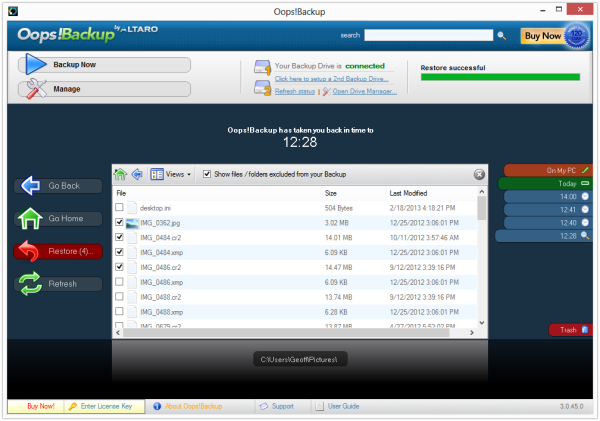 Oops!Backup
Oops!Backup by ALTARO
search
Buy Now
120
Backup Now
Manage
Your Backup Drive is connected
Click here to setup a 2nd Backup Drive...
Refresh status | Open Drive Manager...
Restore successful
Oops!Backup has taken you back in time to
12:28
Go Back
Go Home
Restore (4)...
Refresh
Views
Show files / folders excluded from your Backup
File Size Last Modified
desktop.ini 504 Bytes 2/18/2013 4:18:21 PM
IMG_0362.jpg 3.02 MB 12/25/2012 3:06:01 PM
IMG_0484.cr2 14.01 MB 10/11/2012 3:57:46 AM
IMG_0484.xmp 6.09 KB 12/25/2012 3:06:01 PM
IMG_0486.cr2 14.47 MB 9/12/2012 3:39:16 PM
IMG_0486.xmp 6.09 KB 12/25/2012 3:06:01 PM
IMG_0488.cr2 13.74 MB 9/12/2012 3:39:16 PM
IMG_0488.xmp 6.28 KB 12/25/2012 3:06:01 PM
IMG_0679.cr2 13.87 MB 4/27/2012 5:52:02 PM
On My PC
Today
14:00
12:41
12:40
12:28
Trash
C:\Users\Geoff\Pictures\
Buy Now!
Enter License Key
About Oops!Backup
Support
User Guide
3.0.45.0